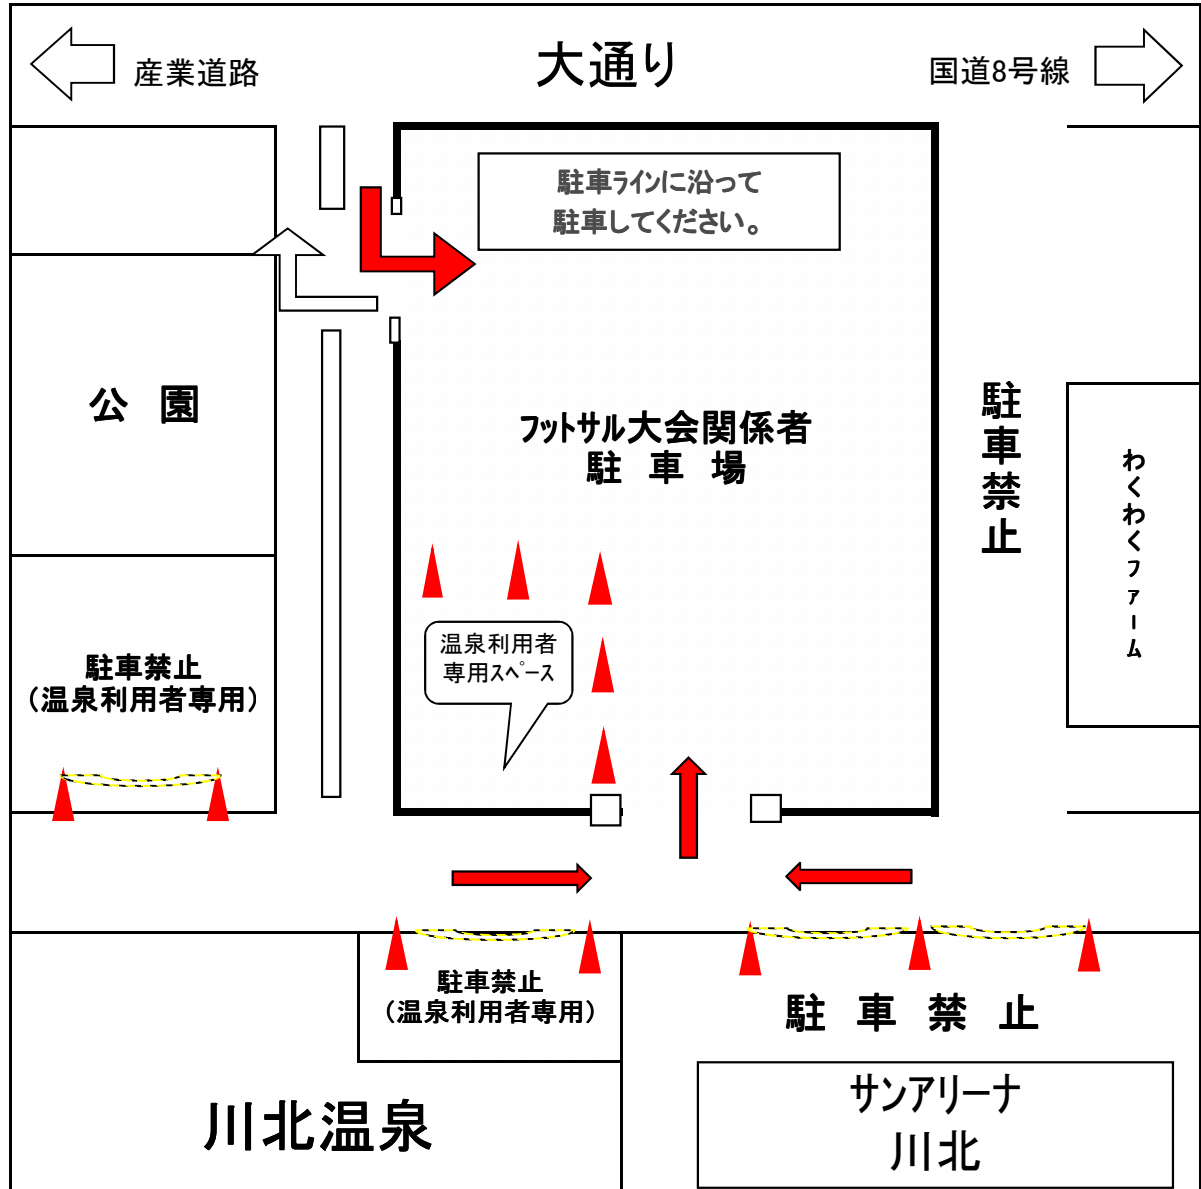 大通り
産業道路
国道8号線
駐車ラインに沿って
駐車してください。
公 園
フットサル大会関係者
駐 車 場
駐車禁止
わくわくファーム
温泉利用者
専用スペース
駐車禁止
（温泉利用者専用）
駐車禁止
（温泉利用者専用）
駐 車 禁 止
川北温泉
サンアリーナ
川北